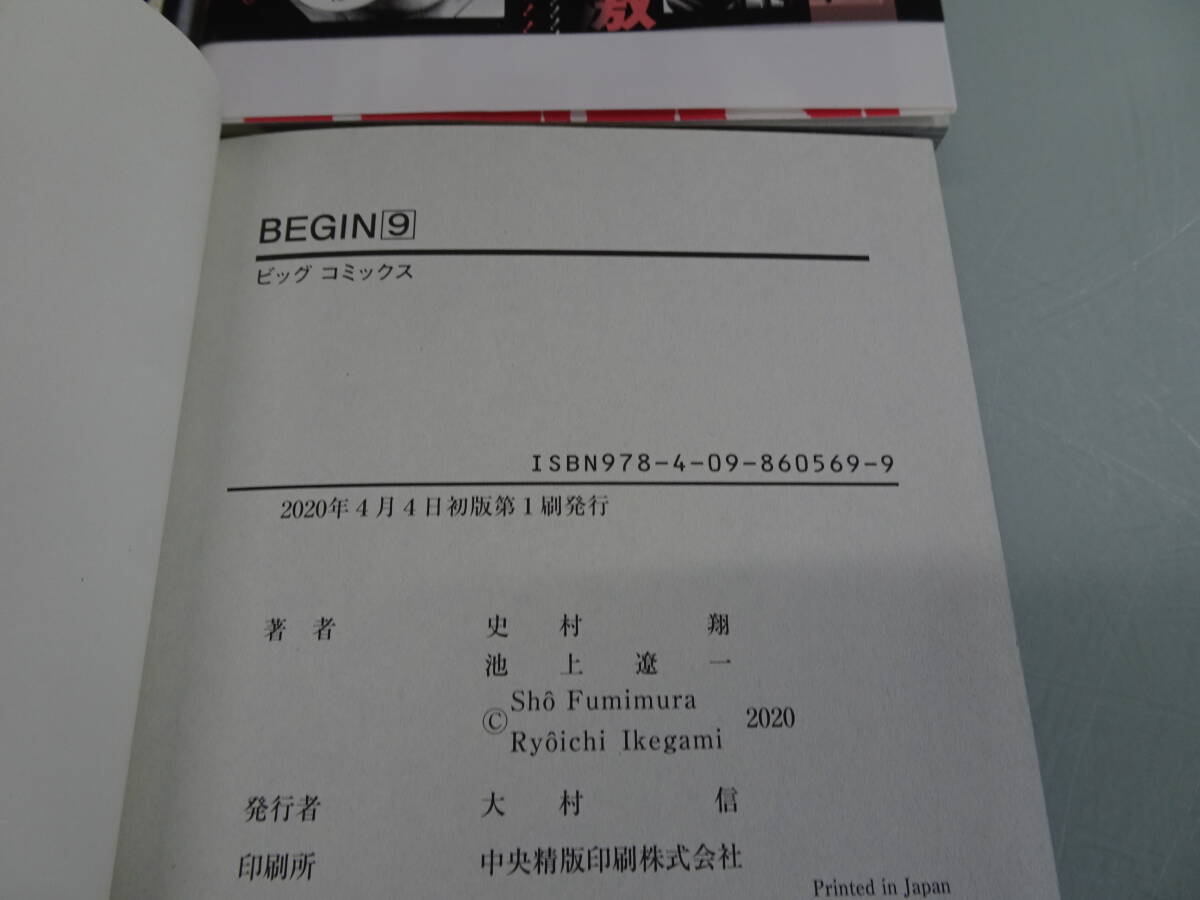 BEGIN 9
ビッグ コミックス
ISBN978-4-09-860569-9
2020年4月4日初版第1刷発行
著者 史村 翔
池上遼一
© Shô Fumimura
Ryôichi Ikegami 2020
発行者 大村 信
印刷所 中央精版印刷株式会社
Printed in Japan